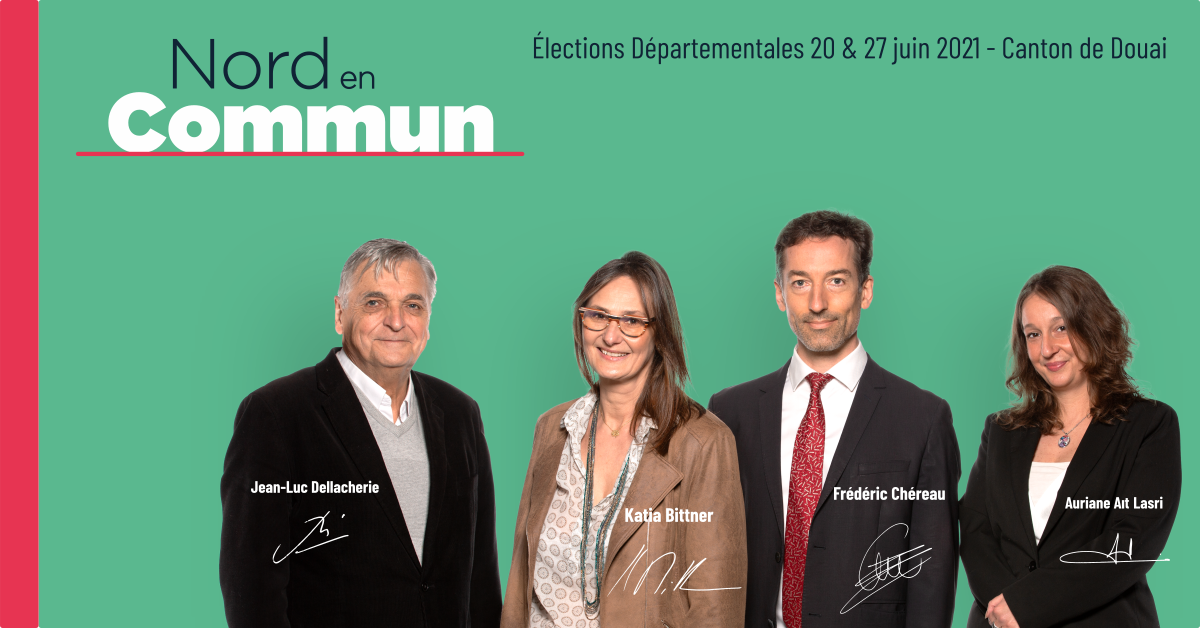 Nord en
Commun
Élections Départementales 20 & 27 juin 2021 - Canton de Douai
Jean-Luc Dellacherie
Katia Bittner
Frédéric Chéreau
Auriane Aıt Lasri